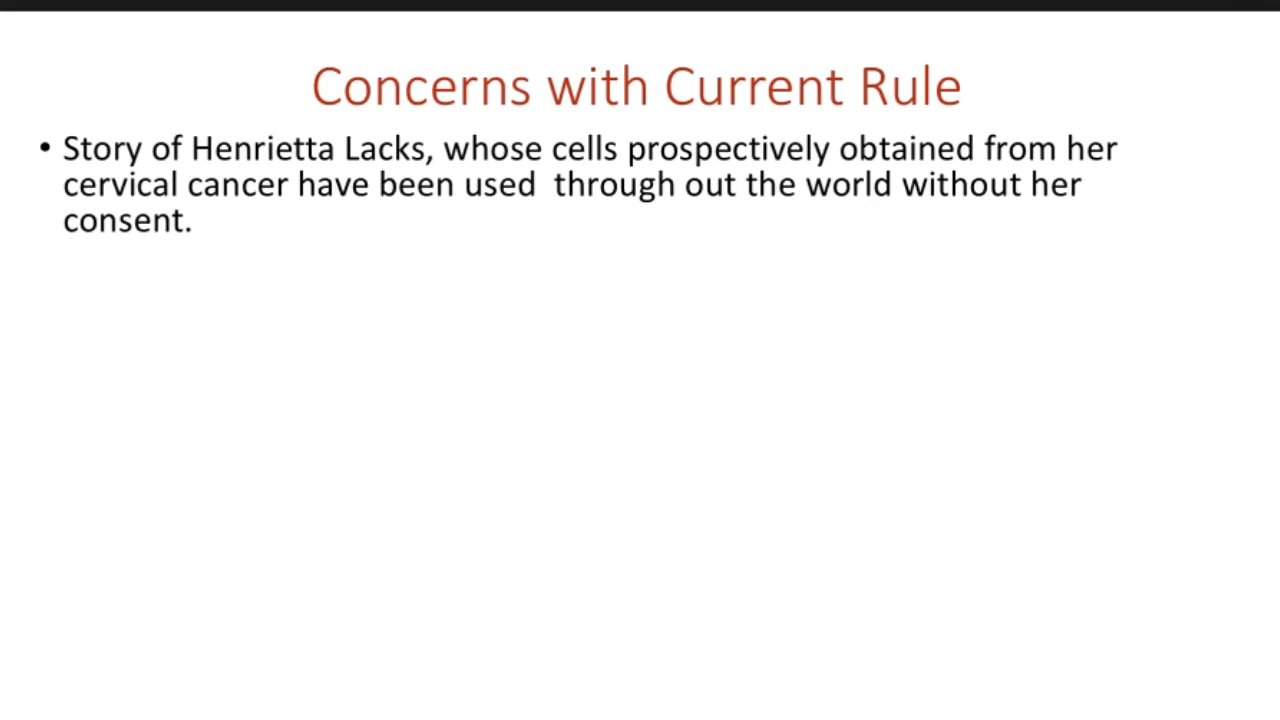 Concerns with Current Rule
• Story of Henrietta Lacks, whose cells prospectively obtained from her
cervical cancer have been used  through out the world without her
consent.